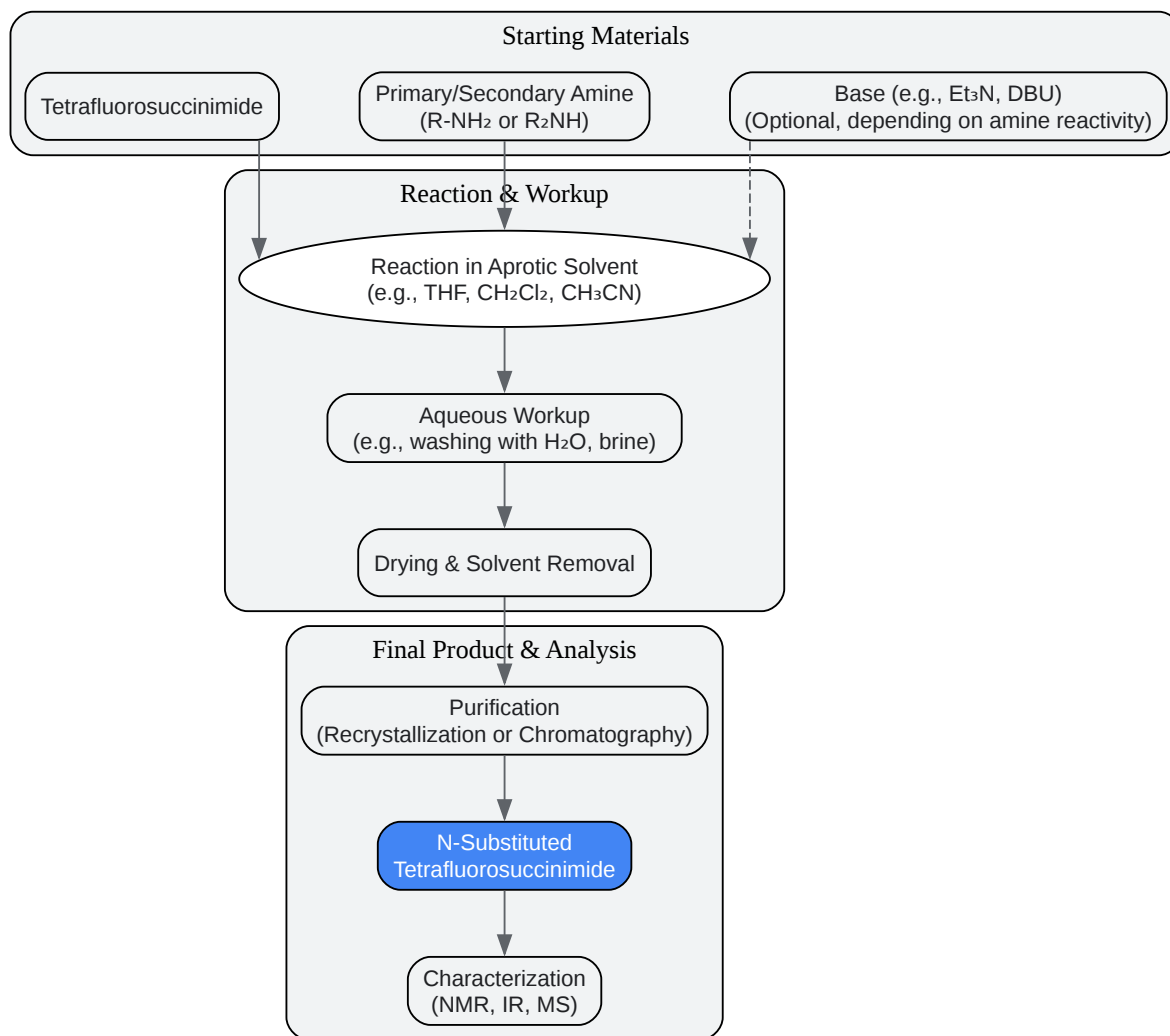 Starting Materials
Tetrafluorosuccinimide
Primary/Secondary Amine
(R-NH₂ or R₂NH)
Base (e.g., Et₃N, DBU)
(Optional, depending on amine reactivity)
Reaction & Workup
Reaction in Aprotic Solvent
(e.g., THF, CH₂Cl₂, CH₃CN)
Aqueous Workup
(e.g., washing with H₂O, brine)
Drying & Solvent Removal
Final Product & Analysis
Purification
(Recrystallization or Chromatography)
N-Substituted
Tetrafluorosuccinimide
Characterization
(NMR, IR, MS)